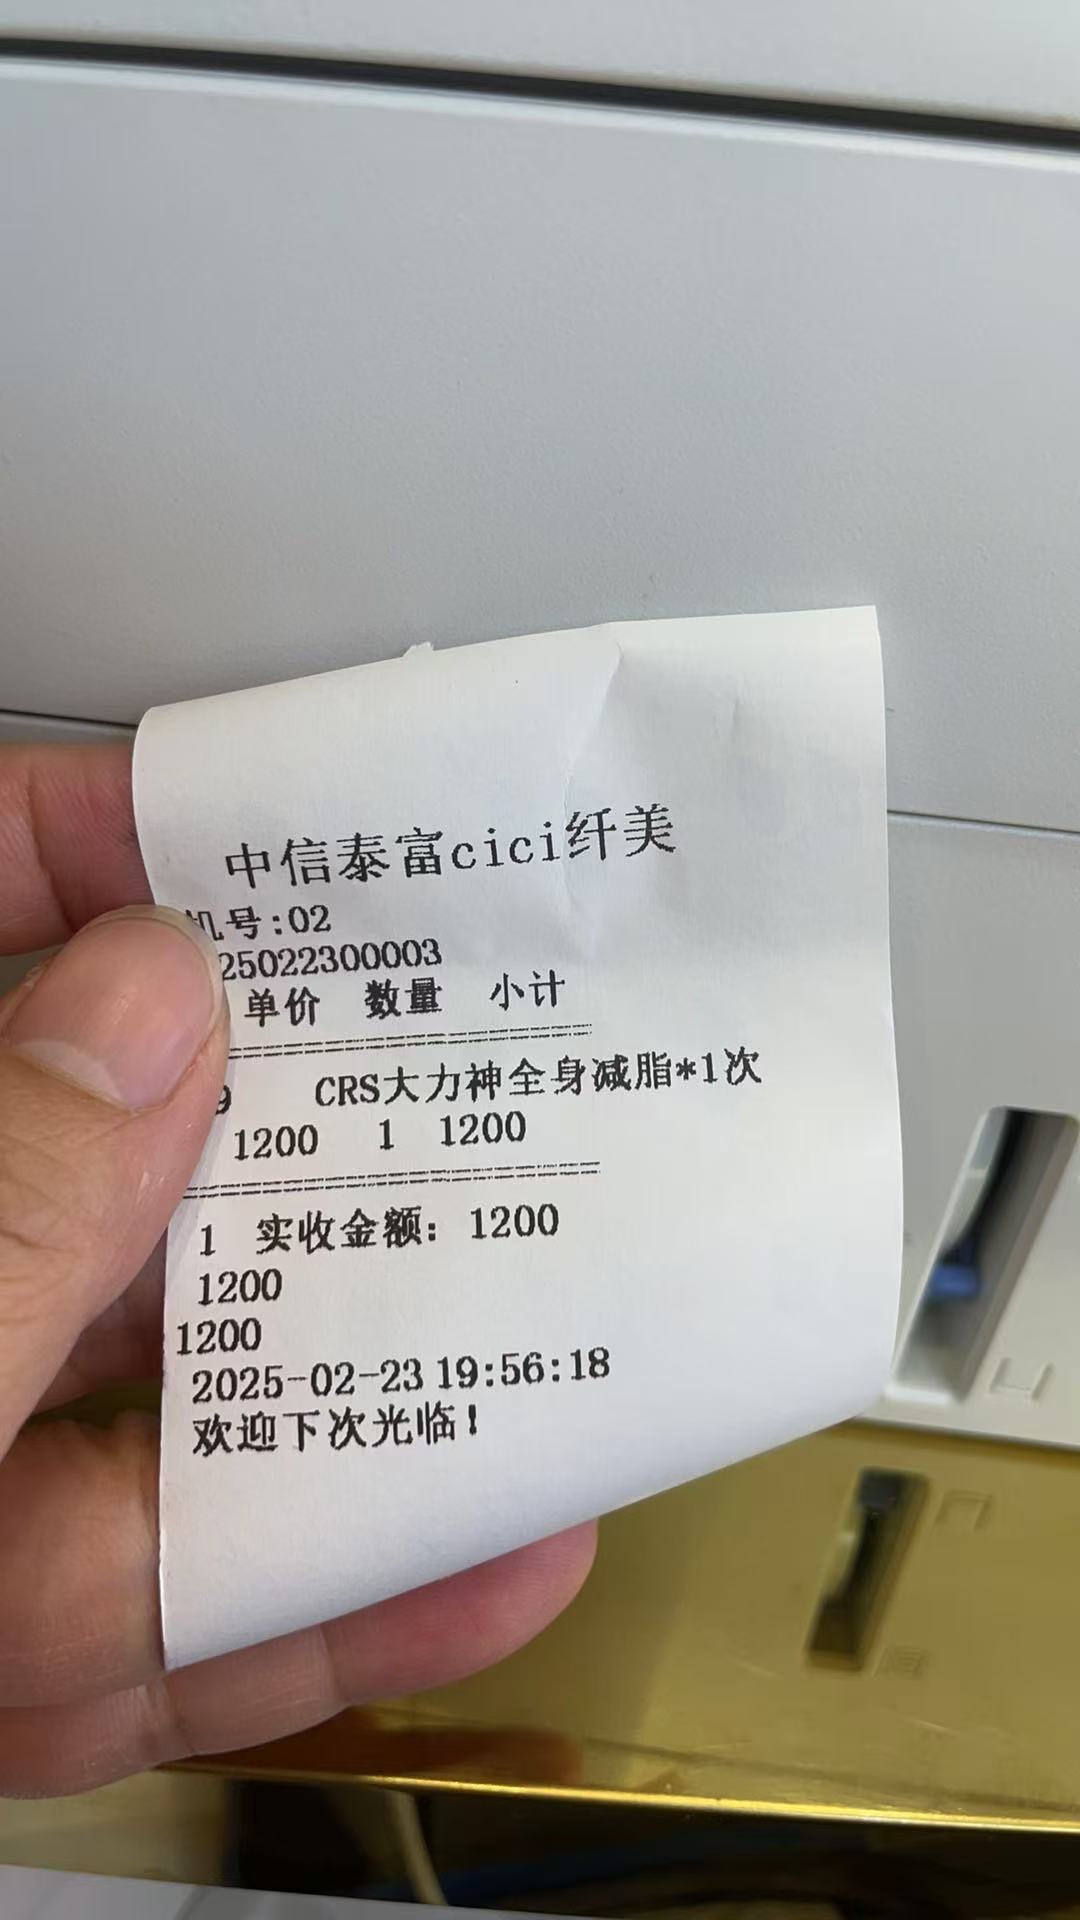 中信泰富cici纤美
机号:02
25022300003
单价 数量 小计
9 CRS大力神全身减脂*1次
1200 1 1200
1 实收金额: 1200
1200
1200
2025-02-23 19:56:18
欢迎下次光临!